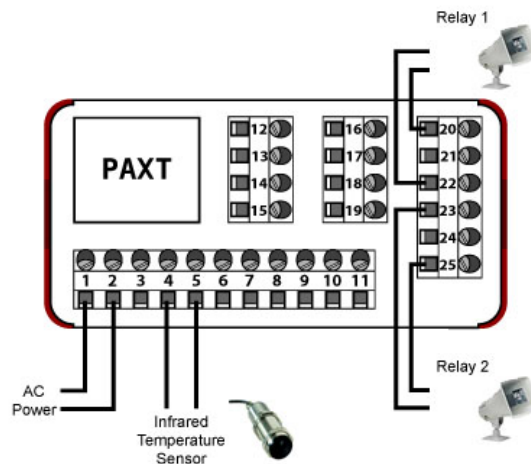 Relay 1
PAXT
12
13
14
15
16
17
18
19
20
21
22
23
24
25
1 2 3 4 5 6 7 8 9 10 11
AC
Power
Infrared
Temperature
Sensor
Relay 2